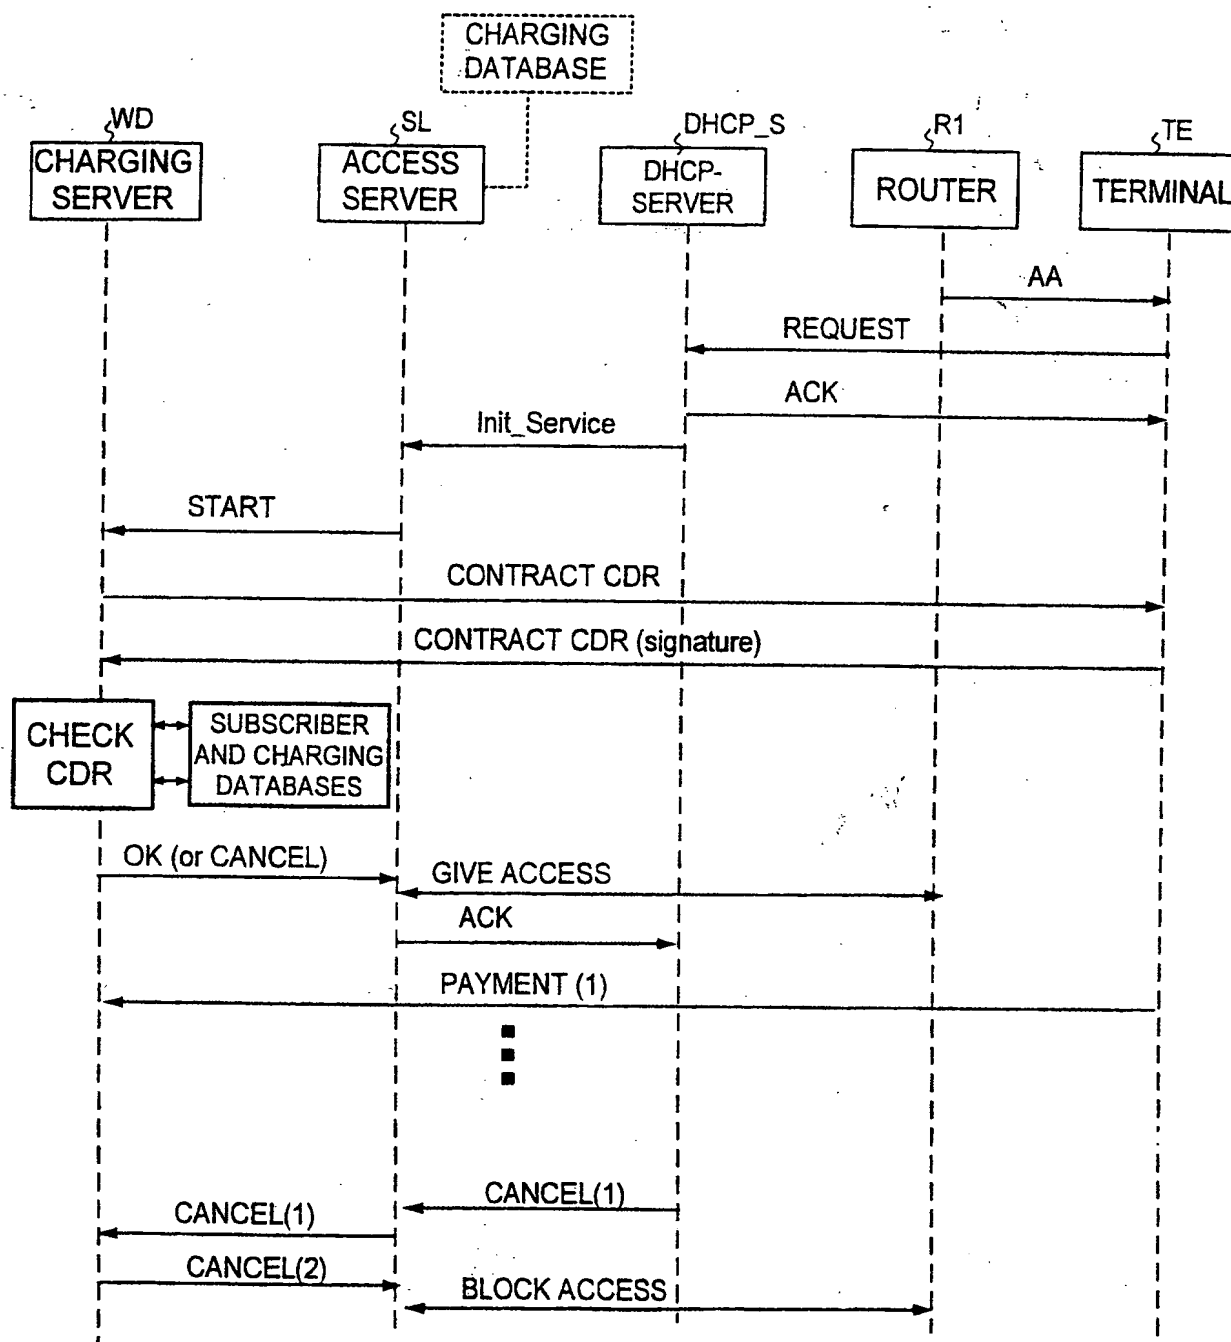 CHARGING
DATABASE
WD
SL
DHCP_S
R1
TE
CHARGING
SERVER
ACCESS
SERVER
DHCP-
SERVER
ROUTER
TERMINAL
AA
REQUEST
ACK
Init_Service
START
CONTRACT CDR
CONTRACT CDR (signature)
CHECK
CDR
SUBSCRIBER
AND CHARGING
DATABASES
OK (or CANCEL)
GIVE ACCESS
ACK
PAYMENT (1)
CANCEL(1)
CANCEL(1)
CANCEL(2)
BLOCK ACCESS